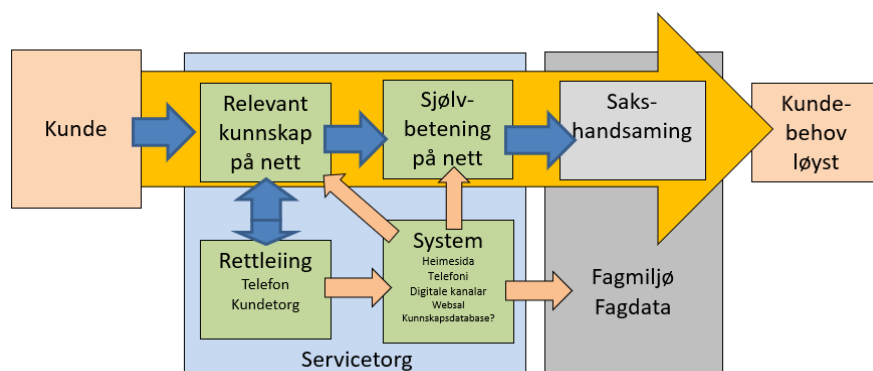 Kunde
Relevant
kunnskap
på nett
Sjølv-
betening
på nett
Saks-
handsaming
Kunde-
behov
løyst
Rettleiing
Telefon
Kundetorg
System
Heimesida
Telefoni
Digitale kanalar
Websal
Kunnskapsdatabase?
Fagmiljø
Fagdata
Servicetorg